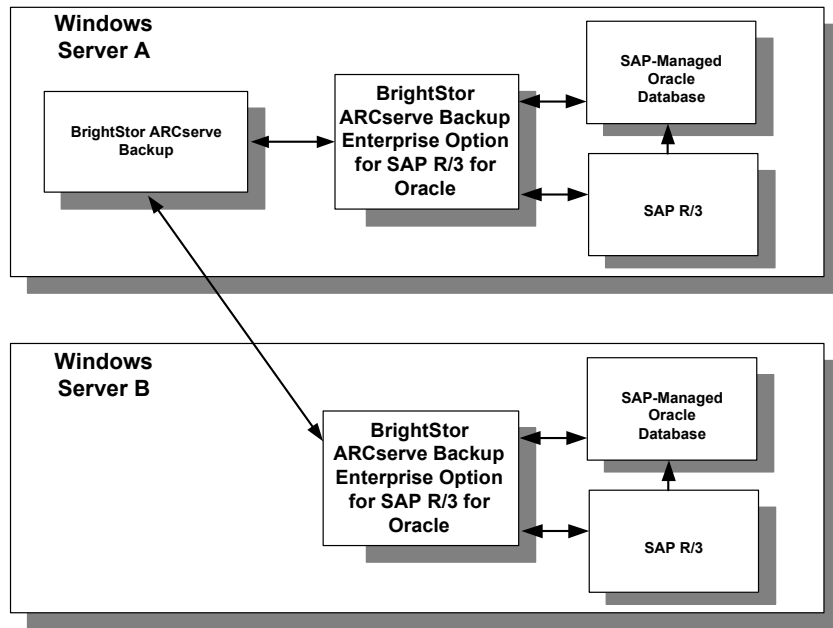 Windows
Server A
BrightStor ARCserve
Backup
BrightStor
ARCserve Backup
Enterprise Option
for SAP R/3 for
Oracle
SAP-Managed
Oracle
Database
SAP R/3
Windows
Server B
BrightStor
ARCserve Backup
Enterprise Option
for SAP R/3 for
Oracle
SAP-Managed
Oracle
Database
SAP R/3